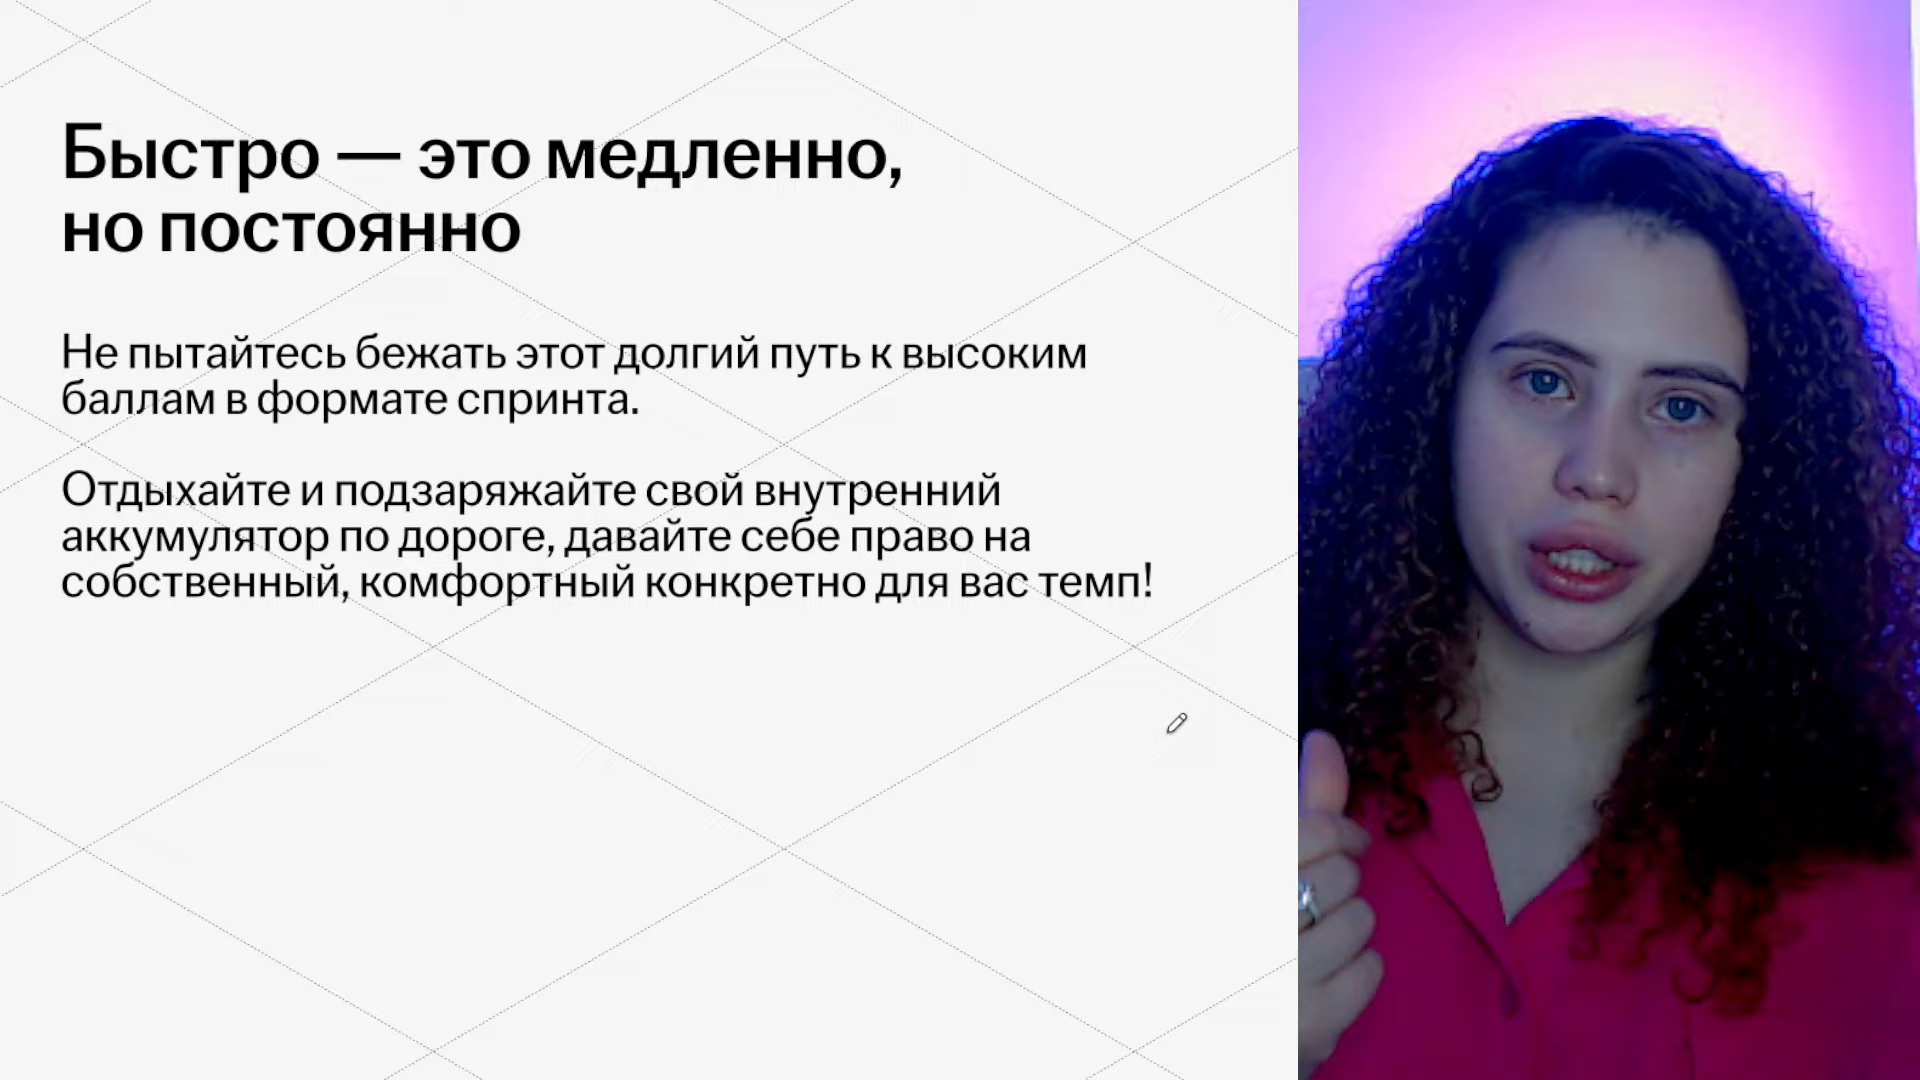 Быстро — это медленно,
но постоянно
Не пытайтесь бежать этот долгий путь к высоким
баллам в формате спринта.
Отдыхайте и подзаряжайте свой внутренний
аккумулятор по дороге, давайте себе право на
собственный, комфортный конкретно для вас темп!